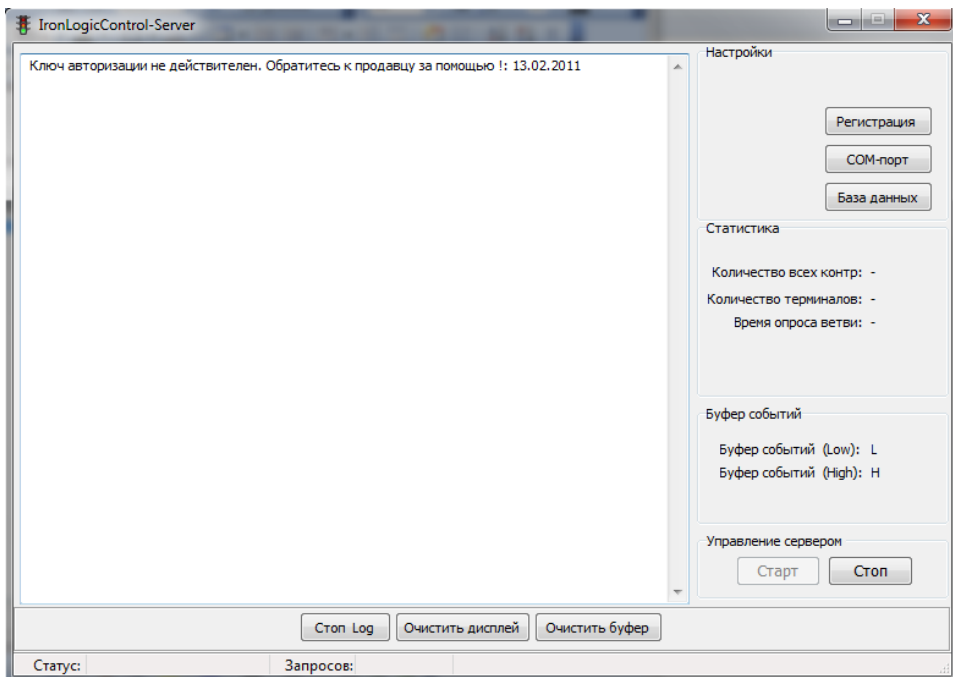 IronLogicControl-Server
Ключ авторизации не действителен. Обратитесь к продавцу за помощью !: 13.02.2011
Настройки
Регистрация
COM-порт
База данных
Статистика
Количество всех контр: -
Количество терминалов: -
Время опроса ветви: -
Буфер событий
Буфер событий (Low): L
Буфер событий (High): H
Управление сервером
Старт Стоп
Стоп Log Очистить дисплей Очистить буфер
Статус: Запросов: